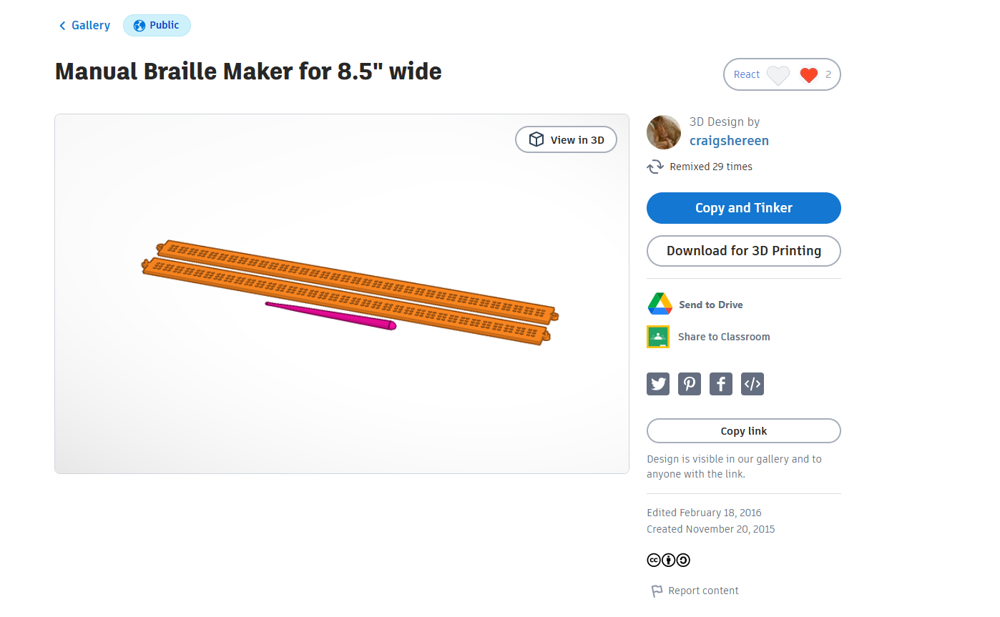 Gallery
Public
Manual Braille Maker for 8.5" wide
React
2
View in 3D
3D Design by
craigshereen
Remixed 29 times
Copy and Tinker
Download for 3D Printing
Send to Drive
Share to Classroom
Copy link
Design is visible in our gallery and to
anyone with the link.
Edited February 18, 2016
Created November 20, 2015
cc
Report content